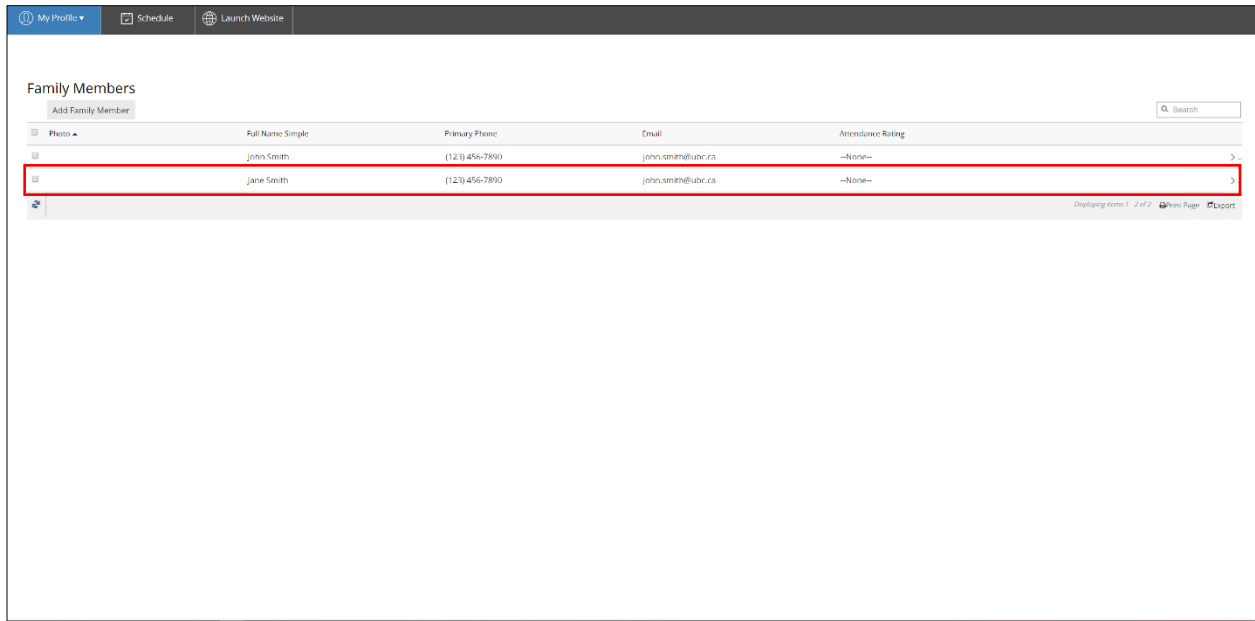 My Profile ▾ Schedule Launch Website
Family Members
Add Family Member Search
Photo ▲ Full Name Simple Primary Phone Email Attendance Rating
John Smith (123) 456-7890 john.smith@ubc.ca --None--
Jane Smith (123) 456-7890 john.smith@ubc.ca --None--
Displaying items 1 - 2 of 2 Print Page Export